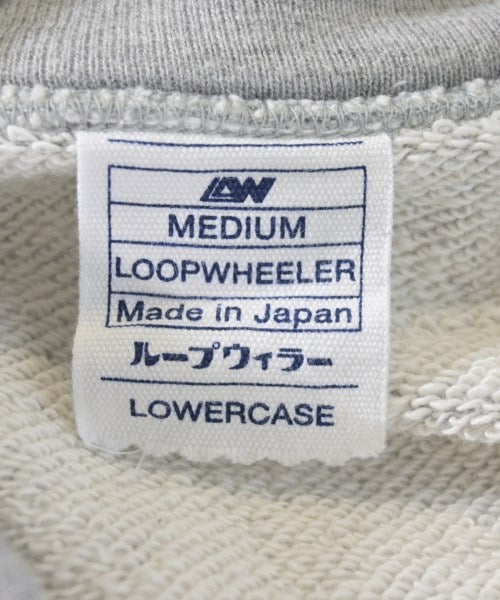 LW
MEDIUM
LOOPWHEELER
Made in Japan
ループウィラー
LOWERCASE